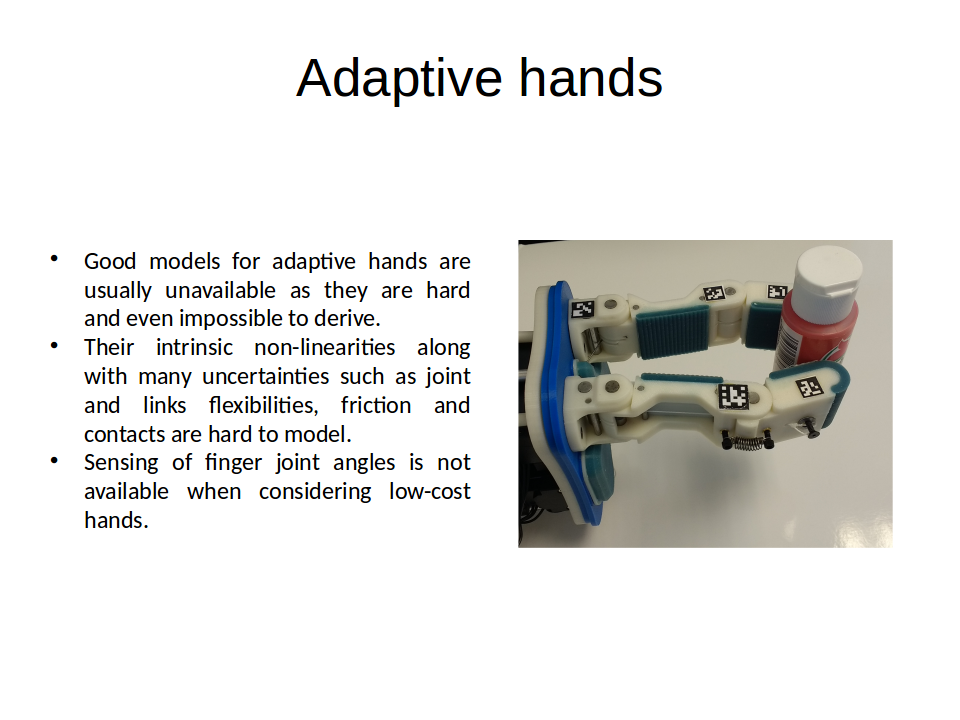 Adaptive hands
• Good models for adaptive hands are
usually unavailable as they are hard
and even impossible to derive.
• Their intrinsic non-linearities along
with many uncertainties such as joint
and links flexibilities, friction and
contacts are hard to model.
• Sensing of finger joint angles is not
available when considering low-cost
hands.